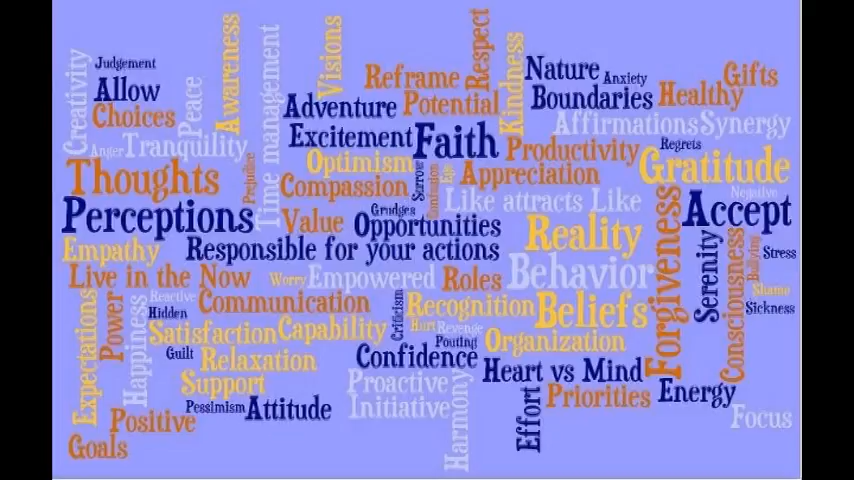 Judgement
Creativity
Allow
Choices
Peace
Awareness
Time management
Visions
Anger
Tranquility
Prejudice
Thoughts
Perceptions
Empathy
Reframe
Respect
Kindness
Adventure
Potential
Excitement
Faith
Optimism
Compassion
Sorrow
Confusion
Ego
Appreciation
Productivity
Nature
Anxiety
Boundaries
Healthy
Gifts
Affirmations
Synergy
Regrets
Gratitude
Negative
Accept
Value
Grudges
Opportunities
Like attracts Like
Reality
Responsible for your actions
Live in the Now
Worry
Empowered
Roles
Behavior
Forgiveness
Serenity
Consciousness
Bullying
Stress
Shame
Sickness
Expectations
Power
Happiness
Reactive
Hidden
Communication
Criticism
Recognition
Beliefs
Satisfaction
Capability
Hurt
Revenge
Pouting
Organization
Guilt
Relaxation
Confidence
Heart vs Mind
Support
Proactive
Initiative
Harmony
Effort
Priorities
Energy
Focus
Pessimism
Attitude
Positive
Goals